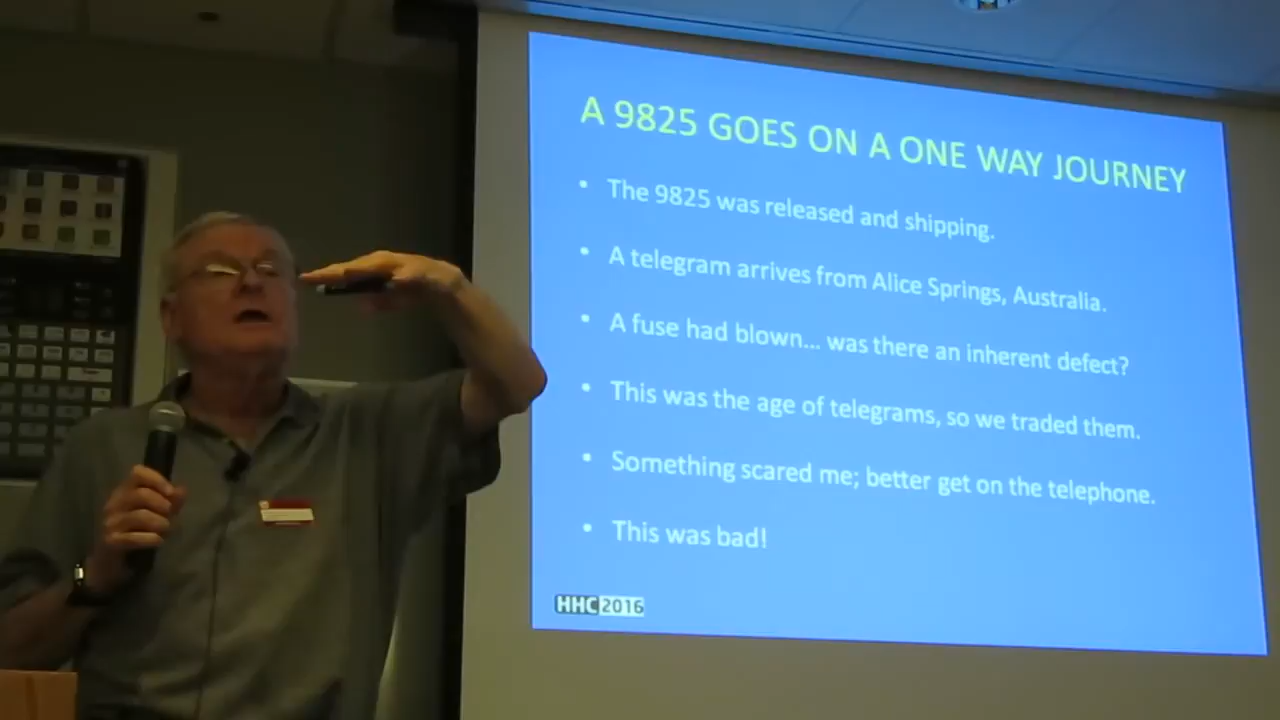 A 9825 GOES ON A ONE WAY JOURNEY
• The 9825 was released and shipping.
• A telegram arrives from Alice Springs, Australia.
• A fuse had blown... was there an inherent defect?
• This was the age of telegrams, so we traded them.
• Something scared me; better get on the telephone.
• This was bad!
HHC 2016